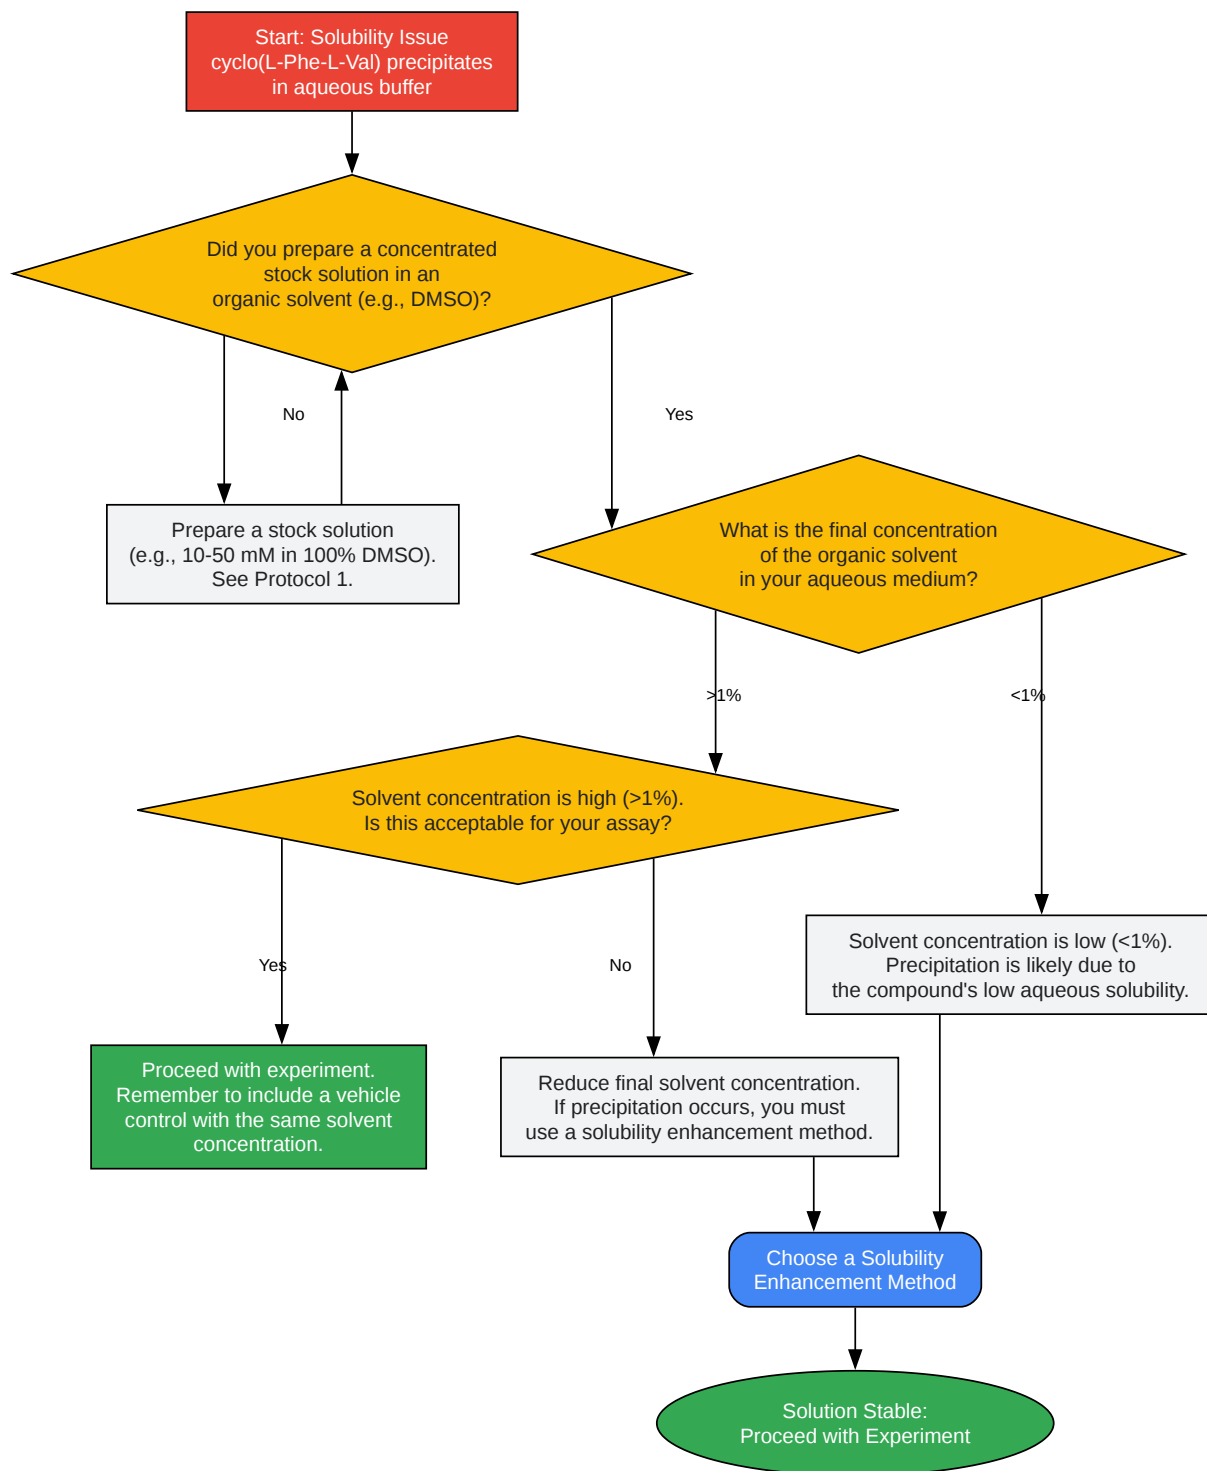 Start: Solubility Issue
cyclo(L-Phe-L-Val) precipitates
in aqueous buffer
Did you prepare a concentrated
stock solution in an
organic solvent (e.g., DMSO)?
No
Yes
Prepare a stock solution
(e.g., 10-50 mM in 100% DMSO).
See Protocol 1.
What is the final concentration
of the organic solvent
in your aqueous medium?
>1%
<1%
Solvent concentration is high (>1%).
Is this acceptable for your assay?
Yes
No
Solvent concentration is low (<1%).
Precipitation is likely due to
the compound's low aqueous solubility.
Proceed with experiment.
Remember to include a vehicle
control with the same solvent
concentration.
Reduce final solvent concentration.
If precipitation occurs, you must
use a solubility enhancement method.
Choose a Solubility
Enhancement Method
Solution Stable:
Proceed with Experiment